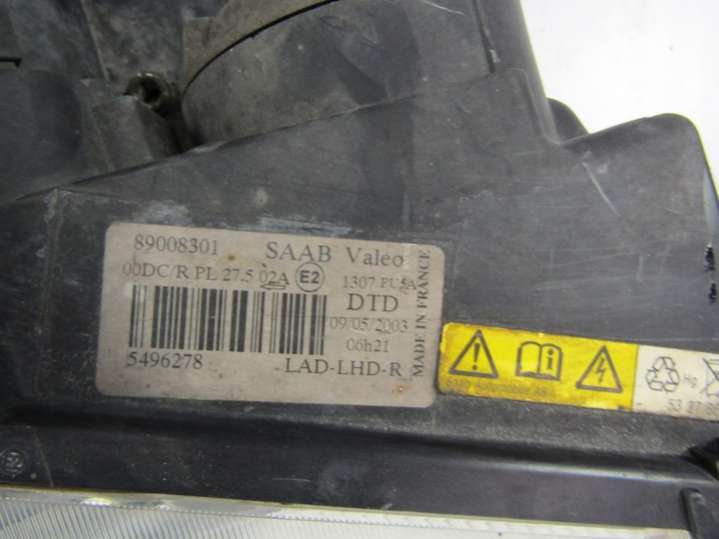 89008301 SAAB Valeo
00DC/R PL 27.5 02A E2 1307 PU5A
DTD
09/05/2003
06h21
5496278 LAD-LHD-R
MADE IN FRANCE
Hg